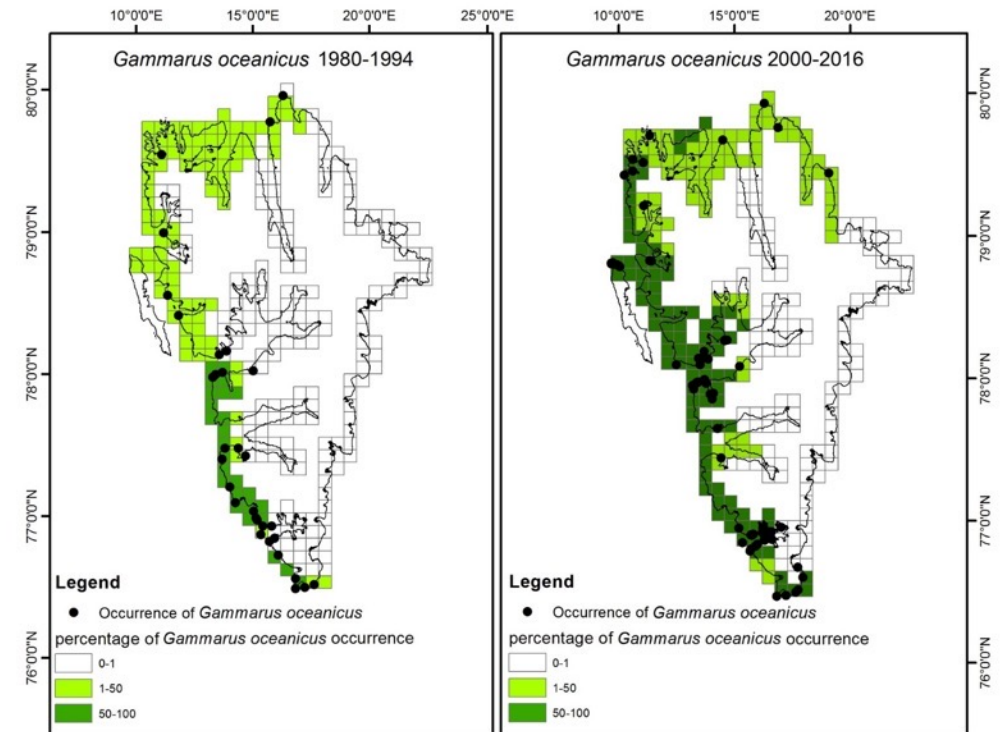 10°0'0"E 15°0'0"E 20°0'0"E 25°0'0"E
Gammarus oceanicus 1980-1994
80°0'0"N
79°0'0"N
78°0'0"N
77°0'0"N
76°0'0"N
Legend
Occurrence of Gammarus oceanicus
percentage of Gammarus oceanicus occurrence
0-1
1-50
50-100
10°0'0"E 15°0'0"E 20°0'0"E
Gammarus oceanicus 2000-2016
80°0'0"N
79°0'0"N
78°0'0"N
77°0'0"N
76°0'0"N
Legend
Occurrence of Gammarus oceanicus
percentage of Gammarus oceanicus occurrence
0-1
1-50
50-100